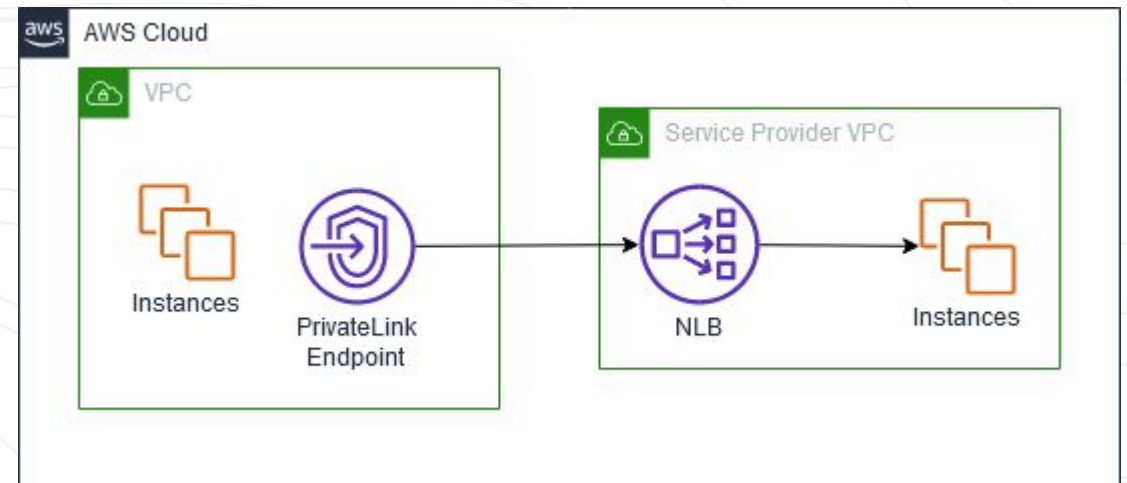 aws
AWS Cloud
VPC
Service Provider VPC
Instances
PrivateLink
Endpoint
NLB
Instances